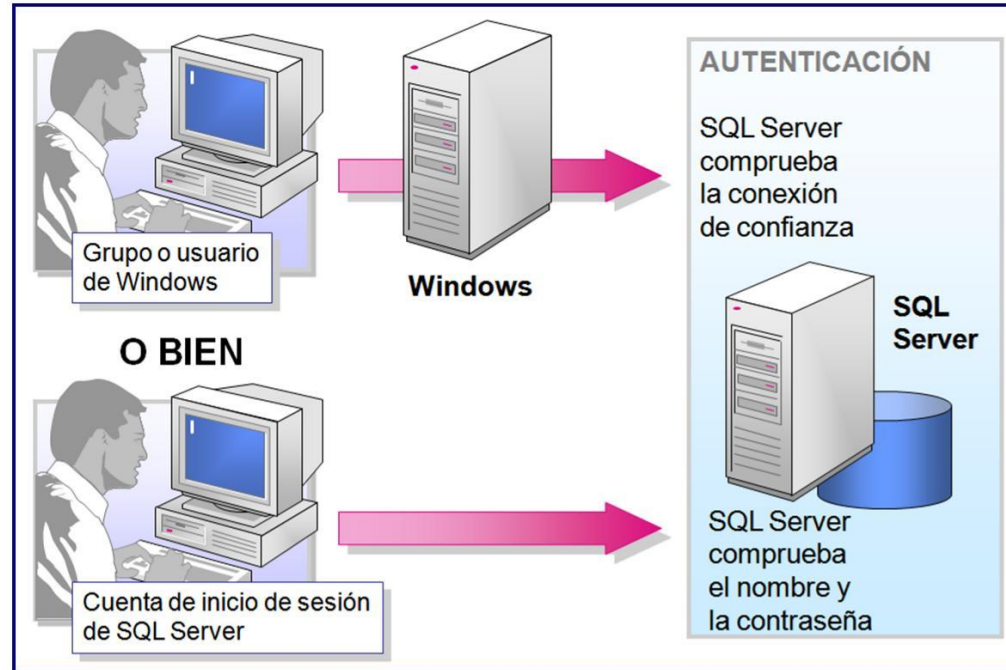 Grupo o usuario
de Windows
Windows
O BIEN
Cuenta de inicio de sesión
de SQL Server
AUTENTICACIÓN
SQL Server
comprueba
la conexión
de confianza
SQL
Server
SQL Server
comprueba
el nombre y
la contraseña